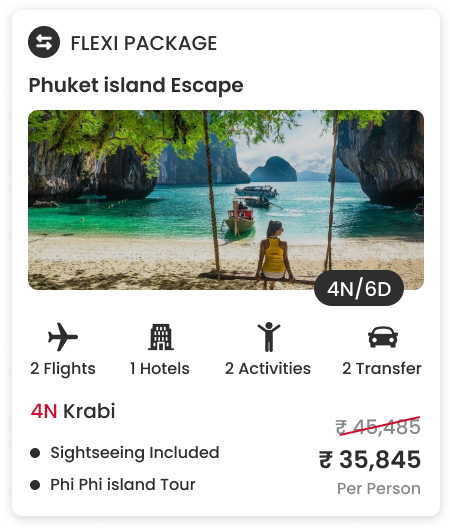 FLEXI PACKAGE
Phuket island Escape
4N/6D
2 Flights 1 Hotels 2 Activities 2 Transfer
4N Krabi
₹ 45,485
Sightseeing Included
₹ 35,845
Phi Phi island Tour
Per Person